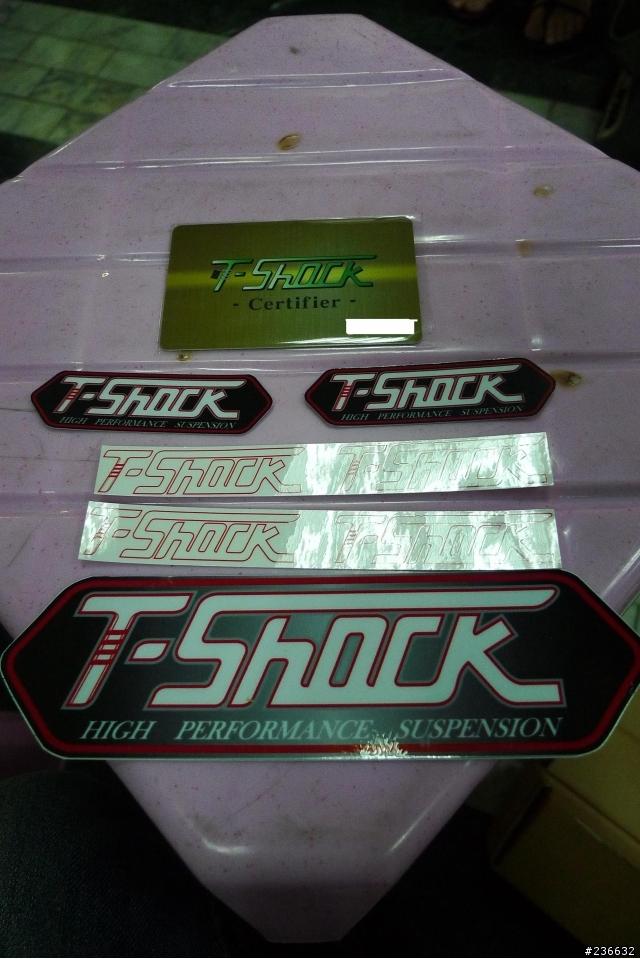 T-Shock
- Certifier -
T-Shock
HIGH PERFORMANCE SUSPENSION
T-Shock
HIGH PERFORMANCE SUSPENSION
T-Shock T-Shock
T-Shock T-Shock
T-Shock
HIGH PERFORMANCE SUSPENSION
#236632